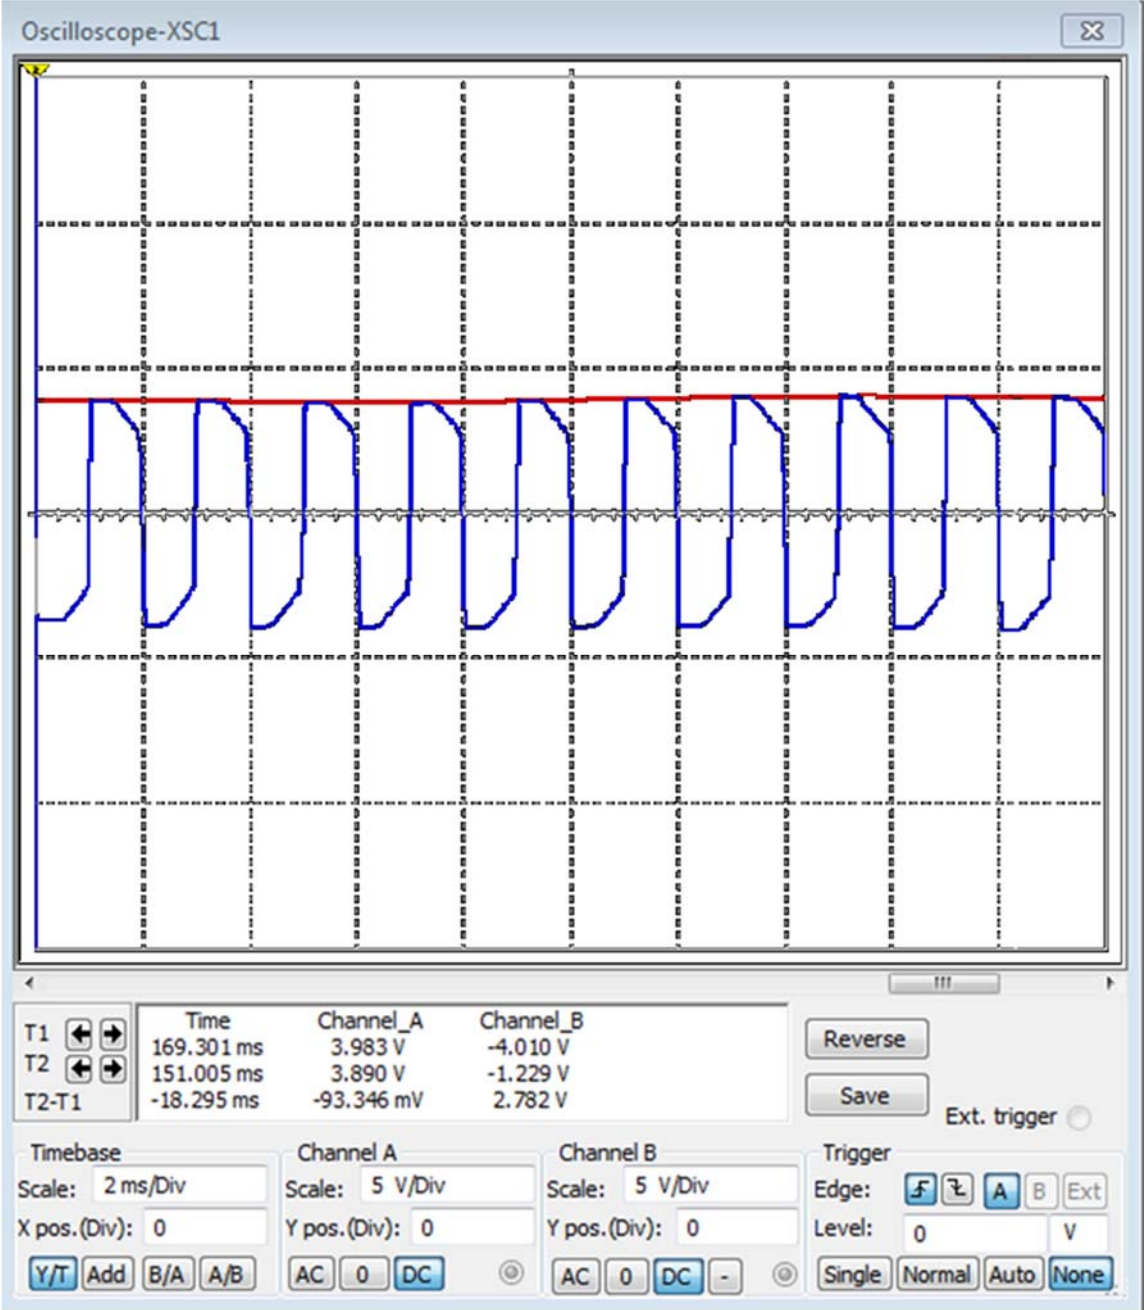 Oscilloscope-XSC1
Time Channel_A Channel_B
T1 169.301 ms 3.983 V -4.010 V
T2 151.005 ms 3.890 V -1.229 V
T2-T1 -18.295 ms -93.346 mV 2.782 V
Reverse
Save
Ext. trigger
Timebase
Scale: 2 ms/Div
X pos.(Div): 0
Y/T Add B/A A/B
Channel A
Scale: 5 V/Div
Y pos.(Div): 0
AC 0 DC
Channel B
Scale: 5 V/Div
Y pos.(Div): 0
AC 0 DC -
Trigger
Edge: A B Ext
Level: 0 V
Single Normal Auto None